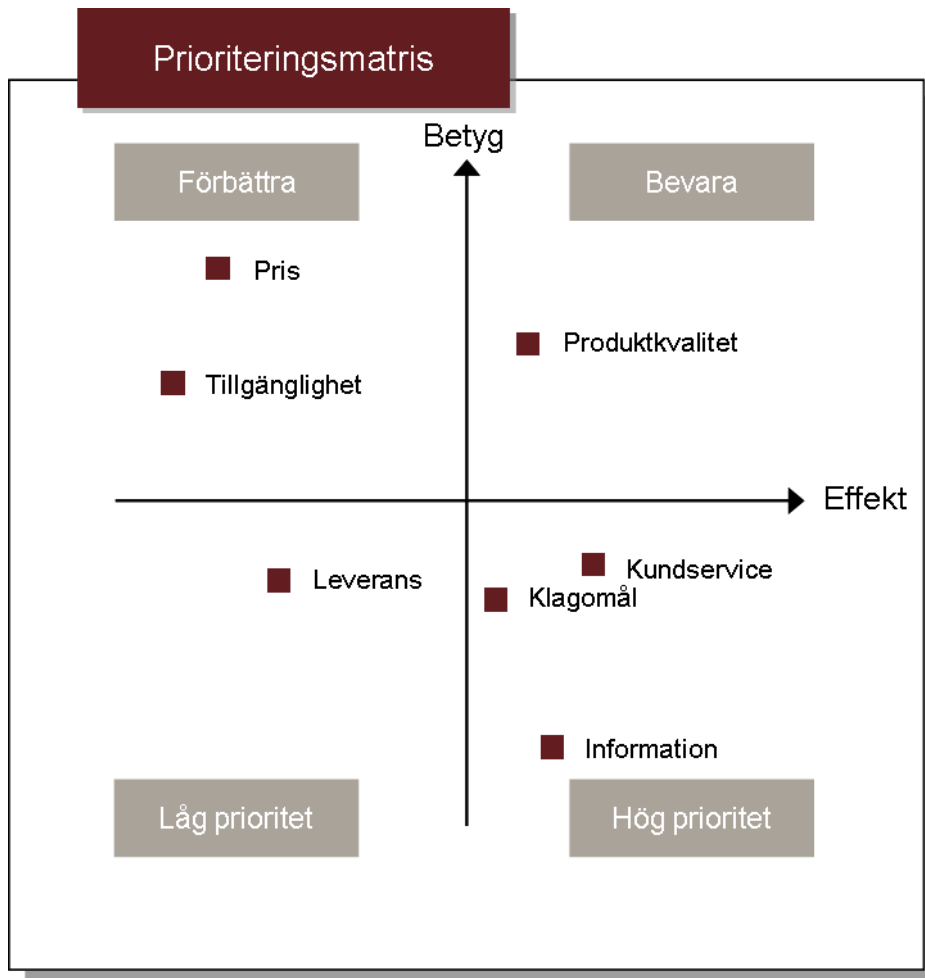 Prioriteringsmatris
Betyg
Förbättra
Bevara
Pris
Produktkvalitet
Tillgänglighet
Effekt
Leverans
Kundservice
Klagomål
Information
Låg prioritet
Hög prioritet